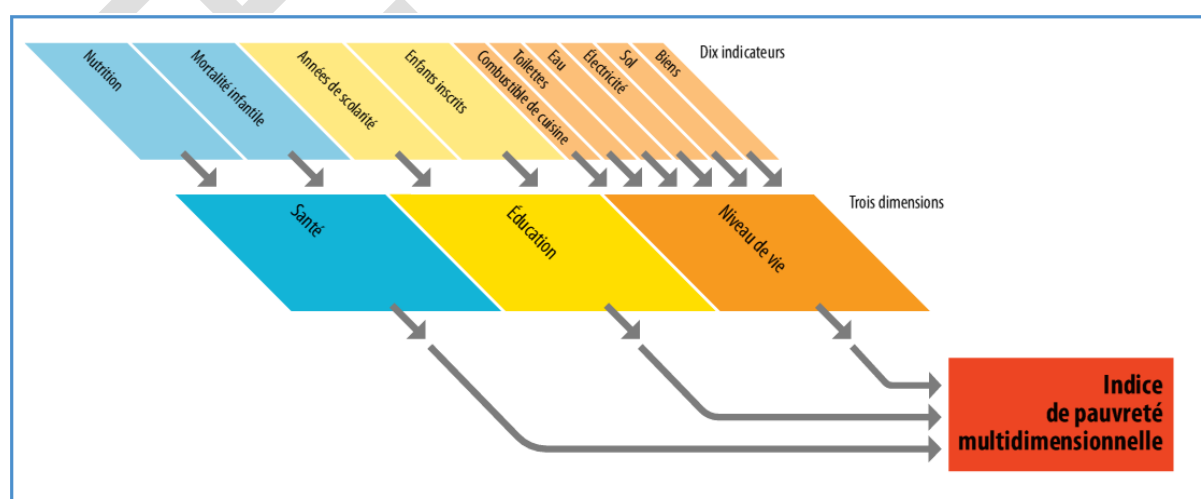 Nutrition
Mortalité infantile
Années de scolarité
Enfants inscrits
Combustible de cuisine
Toilettes
Eau
Électricité
Sol
Biens
Dix indicateurs
Santé
Éducation
Niveau de vie
Trois dimensions
Indice
de pauvreté
multidimensionnelle